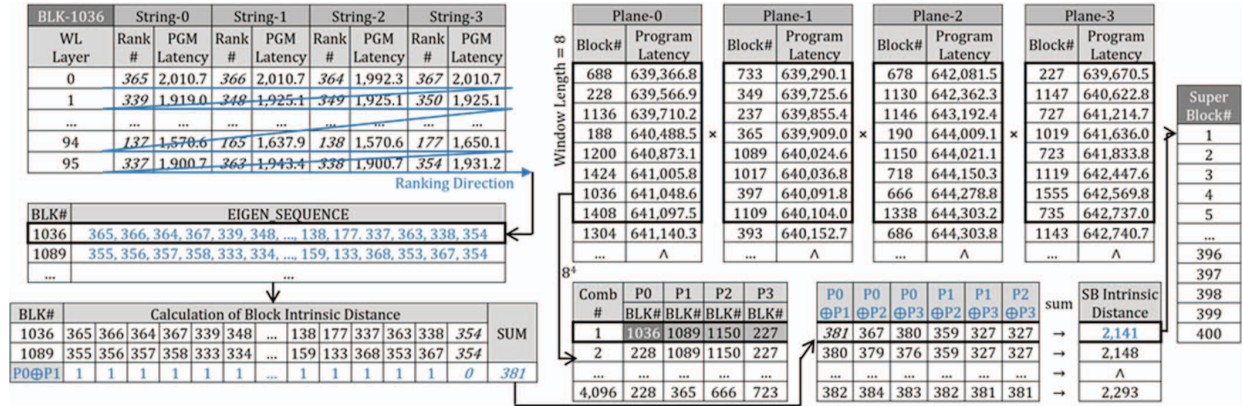 BLK-1036 String-0 String-1 String-2 String-3
WL Layer Rank # PGM Latency Rank # PGM Latency Rank # PGM Latency Rank # PGM Latency
0 365 2,010.7 366 2,010.7 364 1,992.3 367 2,010.7
1 339 1,919.0 348 1,925.1 349 1,925.1 350 1,925.1
... ... ... ... ... ... ... ... ...
94 137 1,570.6 165 1,637.9 138 1,570.6 177 1,650.1
95 337 1,900.7 363 1,943.4 338 1,900.7 354 1,931.2
Ranking Direction
BLK# EIGEN_SEQUENCE
1036 365, 366, 364, 367, 339, 348, ..., 138, 177. 337, 363, 338, 354
1089 355, 356, 357, 358, 333, 334, ..., 159, 133, 368, 353, 367, 354
... ...
BLK# Calculation of Block Intrinsic Distance SUM
1036 365 366 364 367 339 348 ... 138 177 337 363 338 354
1089 355 356 357 358 333 334 ... 159 133 368 353 367 354
P0⊕P1 1 1 1 1 1 1 ... 1 1 1 1 1 0 381
Window Length = 8
Plane-0 Plane-1 Plane-2 Plane-3
Block# Program Latency Block# Program Latency Block# Program Latency Block# Program Latency
688 639,366.8 733 639,290.1 678 642,081.5 227 639,670.5
228 639,566.9 349 639,725.6 1130 642,362.3 1147 640,622.8
1136 639,710.2 237 639,855.4 1146 643,192.4 727 641,214.7
188 640,488.5 × 365 639,909.0 × 190 644,009.1 × 1019 641,636.0
1200 640,873.1 1089 640,024.6 1150 644,021.1 723 641,833.8
1424 641,005.8 1017 640,036.8 718 644,150.3 1119 642,447.6
1036 641,048.6 397 640,091.8 666 644,278.8 1555 642,569.8
1408 641,097.5 1109 640,104.0 1338 644,303.2 735 642,737.0
1304 641,140.3 393 640,152.7 686 644,303.8 1143 642,740.7
... ∧ ... ∧ ... ∧ ... ∧
8⁴
Comb # P0 BLK# P1 BLK# P2 BLK# P3 BLK#
1 1036 1089 1150 227
2 228 1089 1150 227
... ... ... ... ...
4,096 228 365 666 723
P0 ⊕P1 P0 ⊕P2 P0 ⊕P3 P1 ⊕P2 P1 ⊕P3 P2 ⊕P3 sum SB Intrinsic Distance
381 367 380 359 327 327 → 2,141
380 379 376 359 327 327 → 2,148
... ... ... ... ... ... → ∧
382 384 383 382 381 381 → 2,293
Super Block#
1
2
3
4
5
...
396
397
398
399
400